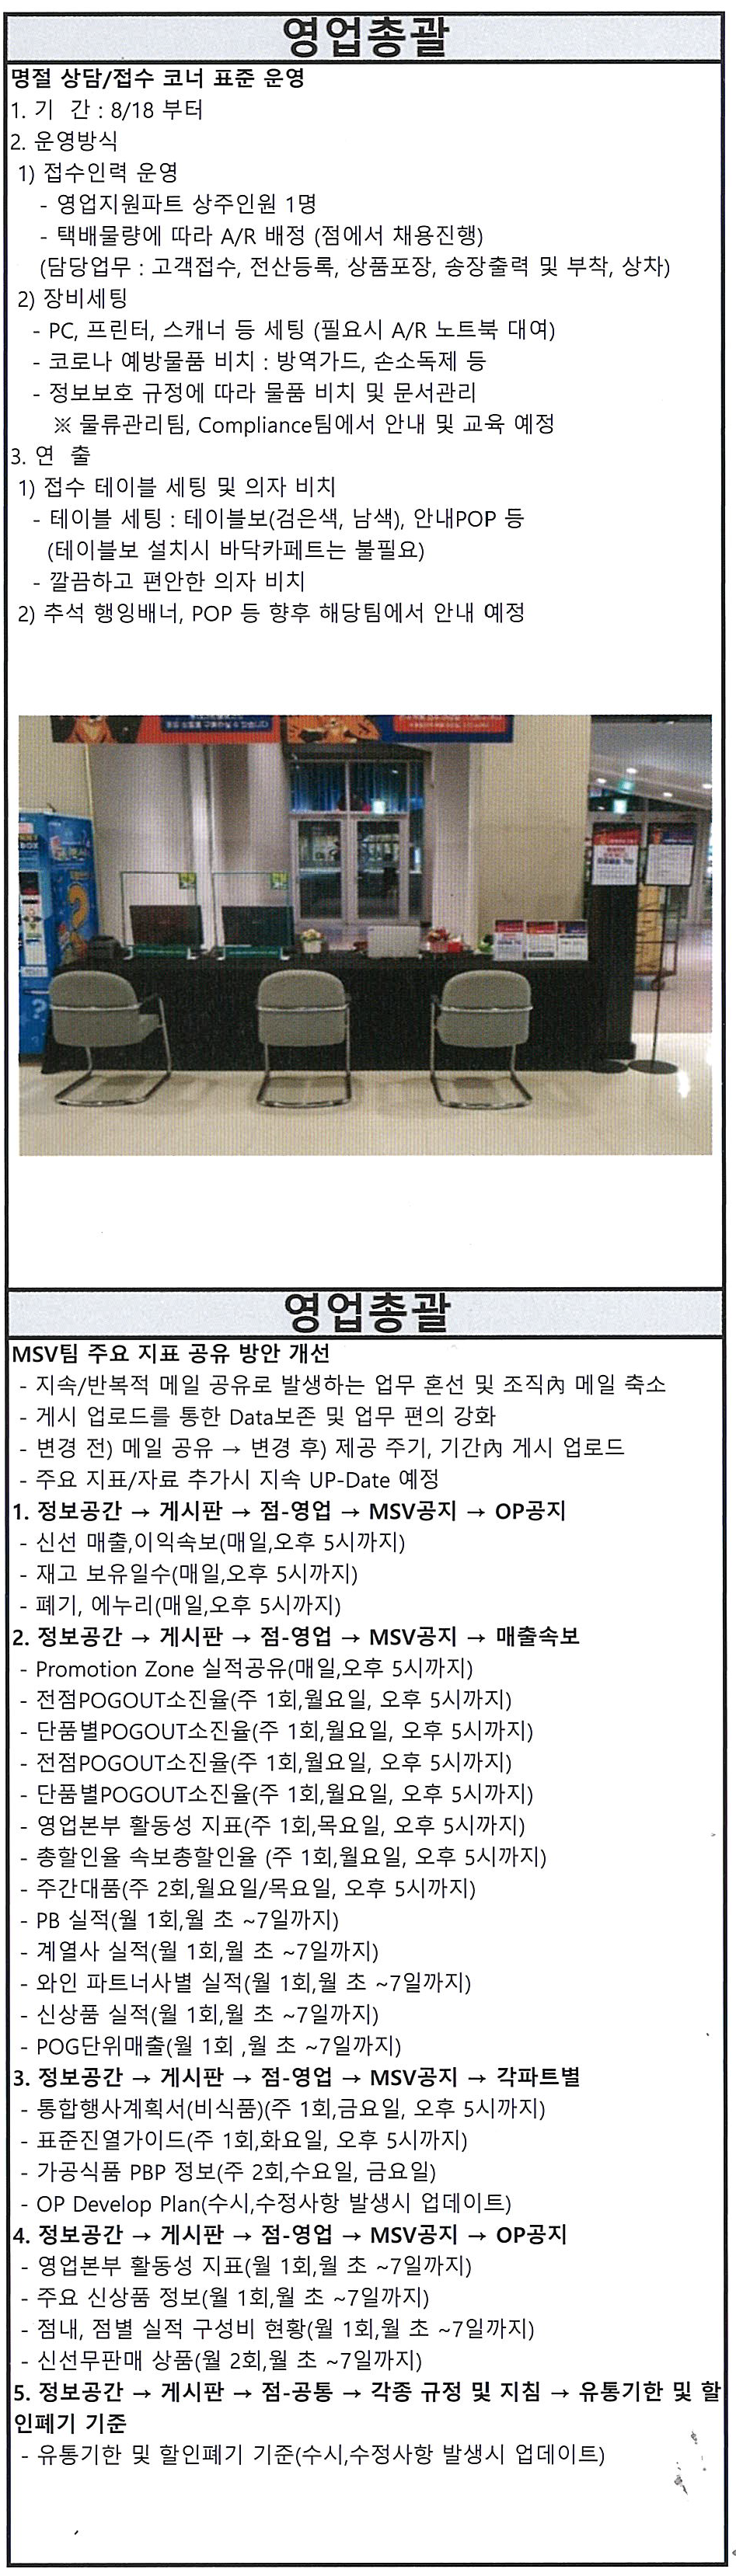 영업총괄
명절 상담/접수 코너 표준 운영
1. 기 간 : 8/18 부터
2. 운영방식
1) 접수인력 운영
- 영업지원파트 상주인원 1명
- 택배물량에 따라 A/R 배정 (점에서 채용진행)
(담당업무 : 고객접수, 전산등록, 상품포장, 송장출력 및 부착, 상차)
2) 장비세팅
- PC, 프린터, 스캐너 등 세팅 (필요시 A/R 노트북 대여)
- 코로나 예방물품 비치 : 방역가드, 손소독제 등
- 정보보호 규정에 따라 물품 비치 및 문서관리
※ 물류관리팀, Compliance팀에서 안내 및 교육 예정
3. 연 출
1) 접수 테이블 세팅 및 의자 비치
- 테이블 세팅 : 테이블보(검은색, 남색), 안내POP 등
(테이블보 설치시 바닥카페트는 불필요)
- 깔끔하고 편안한 의자 비치
2) 추석 행잉배너, POP 등 향후 해당팀에서 안내 예정
영업총괄
MSV팀 주요 지표 공유 방안 개선
- 지속/반복적 메일 공유로 발생하는 업무 혼선 및 조직內 메일 축소
- 게시 업로드를 통한 Data보존 및 업무 편의 강화
- 변경 전) 메일 공유 → 변경 후) 제공 주기, 기간內 게시 업로드
- 주요 지표/자료 추가시 지속 UP-Date 예정
1. 정보공간 → 게시판 → 점-영업 → MSV공지 → OP공지
- 신선 매출,이익속보(매일,오후 5시까지)
- 재고 보유일수(매일,오후 5시까지)
- 폐기, 에누리(매일,오후 5시까지)
2. 정보공간 → 게시판 → 점-영업 → MSV공지 → 매출속보
- Promotion Zone 실적공유(매일,오후 5시까지)
- 전점POGOUT소진율(주 1회,월요일, 오후 5시까지)
- 단품별POGOUT소진율(주 1회,월요일, 오후 5시까지)
- 전점POGOUT소진율(주 1회,월요일, 오후 5시까지)
- 단품별POGOUT소진율(주 1회,월요일, 오후 5시까지)
- 영업본부 활동성 지표(주 1회,목요일, 오후 5시까지)
- 총할인율 속보총할인율 (주 1회,월요일, 오후 5시까지)
- 주간대품(주 2회,월요일/목요일, 오후 5시까지)
- PB 실적(월 1회,월 초 ~7일까지)
- 계열사 실적(월 1회,월 초 ~7일까지)
- 와인 파트너사별 실적(월 1회,월 초 ~7일까지)
- 신상품 실적(월 1회,월 초 ~7일까지)
- POG단위매출(월 1회 ,월 초 ~7일까지)
3. 정보공간 → 게시판 → 점-영업 → MSV공지 → 각파트별
- 통합행사계획서(비식품)(주 1회,금요일, 오후 5시까지)
- 표준진열가이드(주 1회,화요일, 오후 5시까지)
- 가공식품 PBP 정보(주 2회,수요일, 금요일)
- OP Develop Plan(수시,수정사항 발생시 업데이트)
4. 정보공간 → 게시판 → 점-영업 → MSV공지 → OP공지
- 영업본부 활동성 지표(월 1회,월 초 ~7일까지)
- 주요 신상품 정보(월 1회,월 초 ~7일까지)
- 점내, 점별 실적 구성비 현황(월 1회,월 초 ~7일까지)
- 신선무판매 상품(월 2회,월 초 ~7일까지)
5. 정보공간 → 게시판 → 점-공통 → 각종 규정 및 지침 → 유통기한 및 할
인폐기 기준
- 유통기한 및 할인폐기 기준(수시,수정사항 발생시 업데이트)